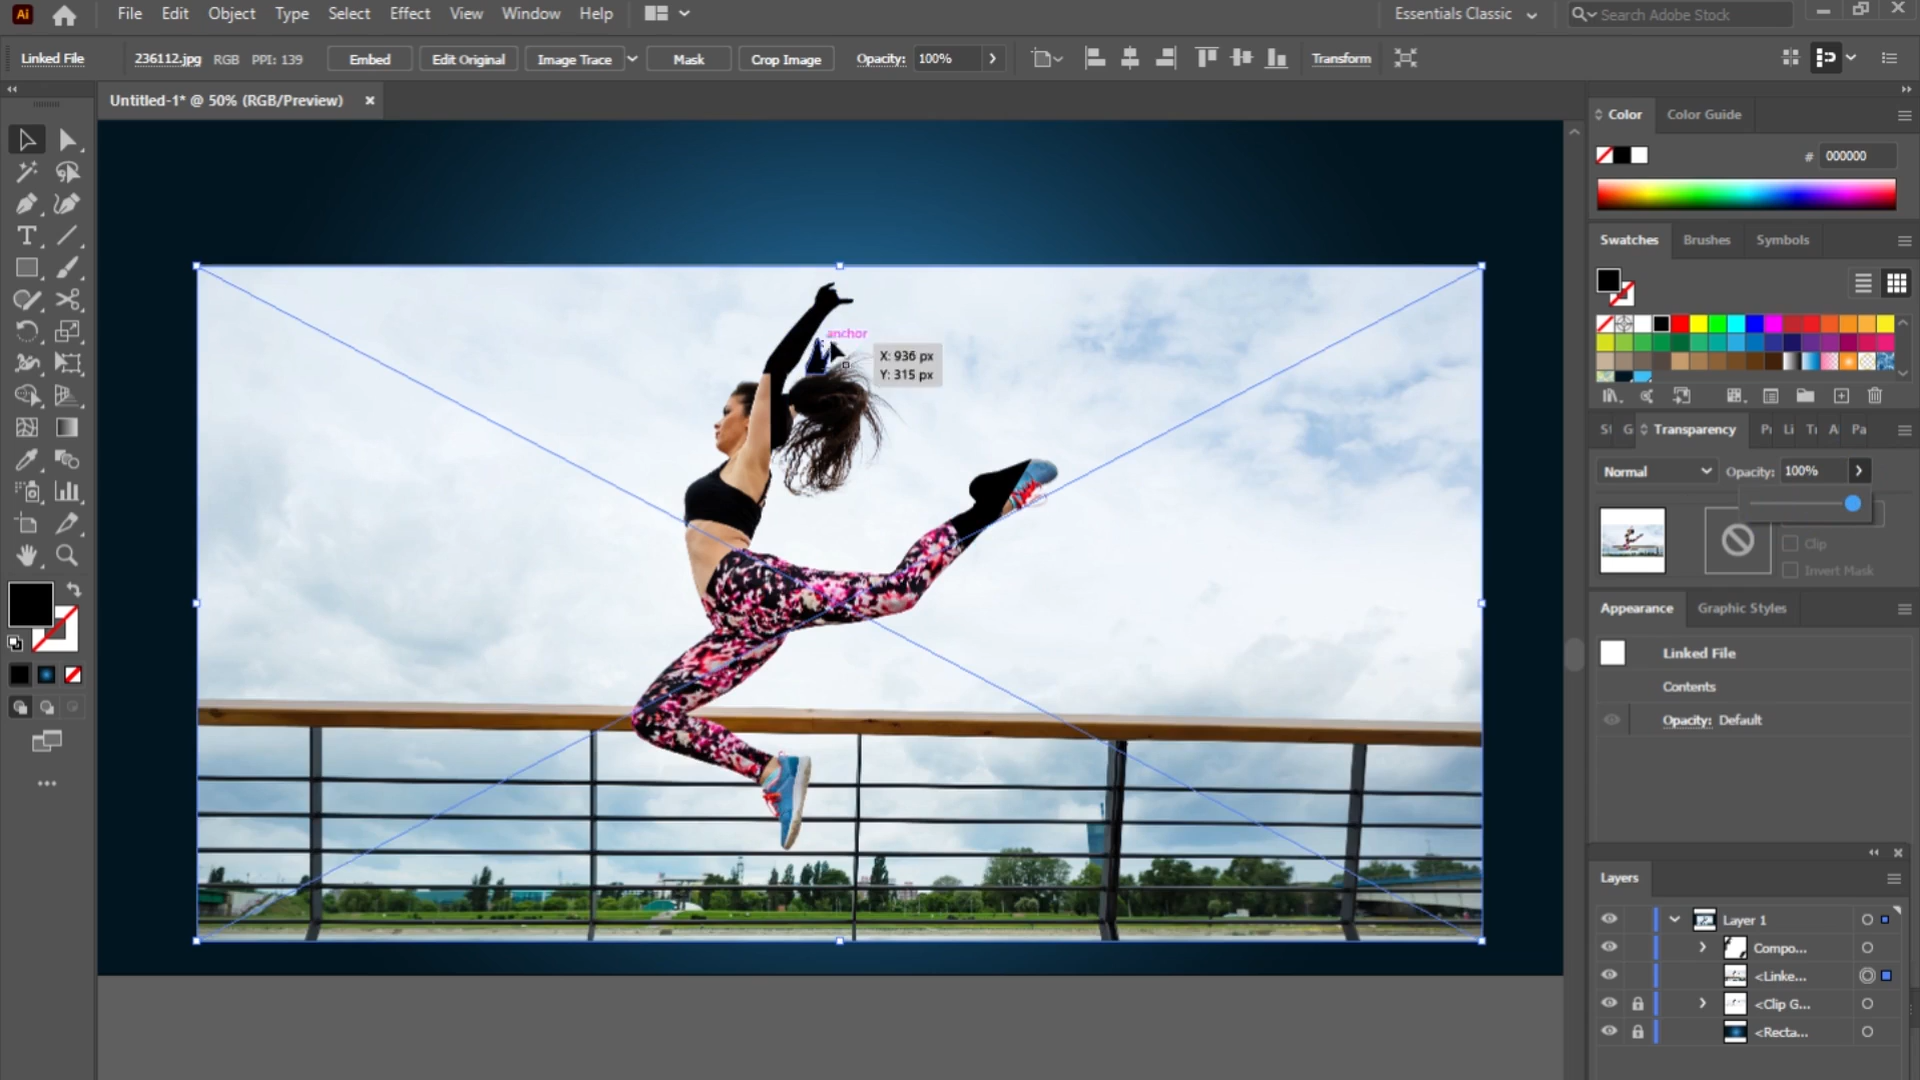 Ai File Edit Object Type Select Effect View Window Help Essentials Classic Search Adobe Stock
Linked File 236112.jpg RGB PPI: 139 Embed Edit Original Image Trace Mask Crop Image Opacity: 100% Transform
Untitled-1* @ 50% (RGB/Preview)
Color Color Guide
# 000000
Swatches Brushes Symbols
anchor
X: 936 px
Y: 315 px
Transparency Li A Pa
Normal Opacity: 100%
Clip
Invert Mask
Appearance Graphic Styles
Linked File
Contents
Opacity: Default
Layers
Layer 1
Compo...
<Linke...
<Clip G...
<Recta...